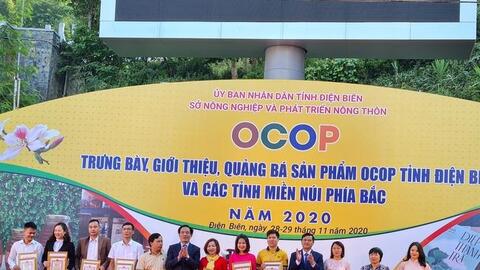 ỦY BAN NHÂN DÂN TỈNH ĐIỆN BIÊN
SỞ NÔNG NGHIỆP VÀ PHÁT TRIỂN NÔNG THÔN
OCOP
TRƯNG BÀY, GIỚI THIỆU, QUẢNG BÁ SẢN PHẨM OCOP TỈNH ĐIỆN B
VÀ CÁC TỈNH MIỀN NÚI PHÍA BẮC
NĂM 2020
Điện Biên, ngày 28-29 tháng 11 năm 2020